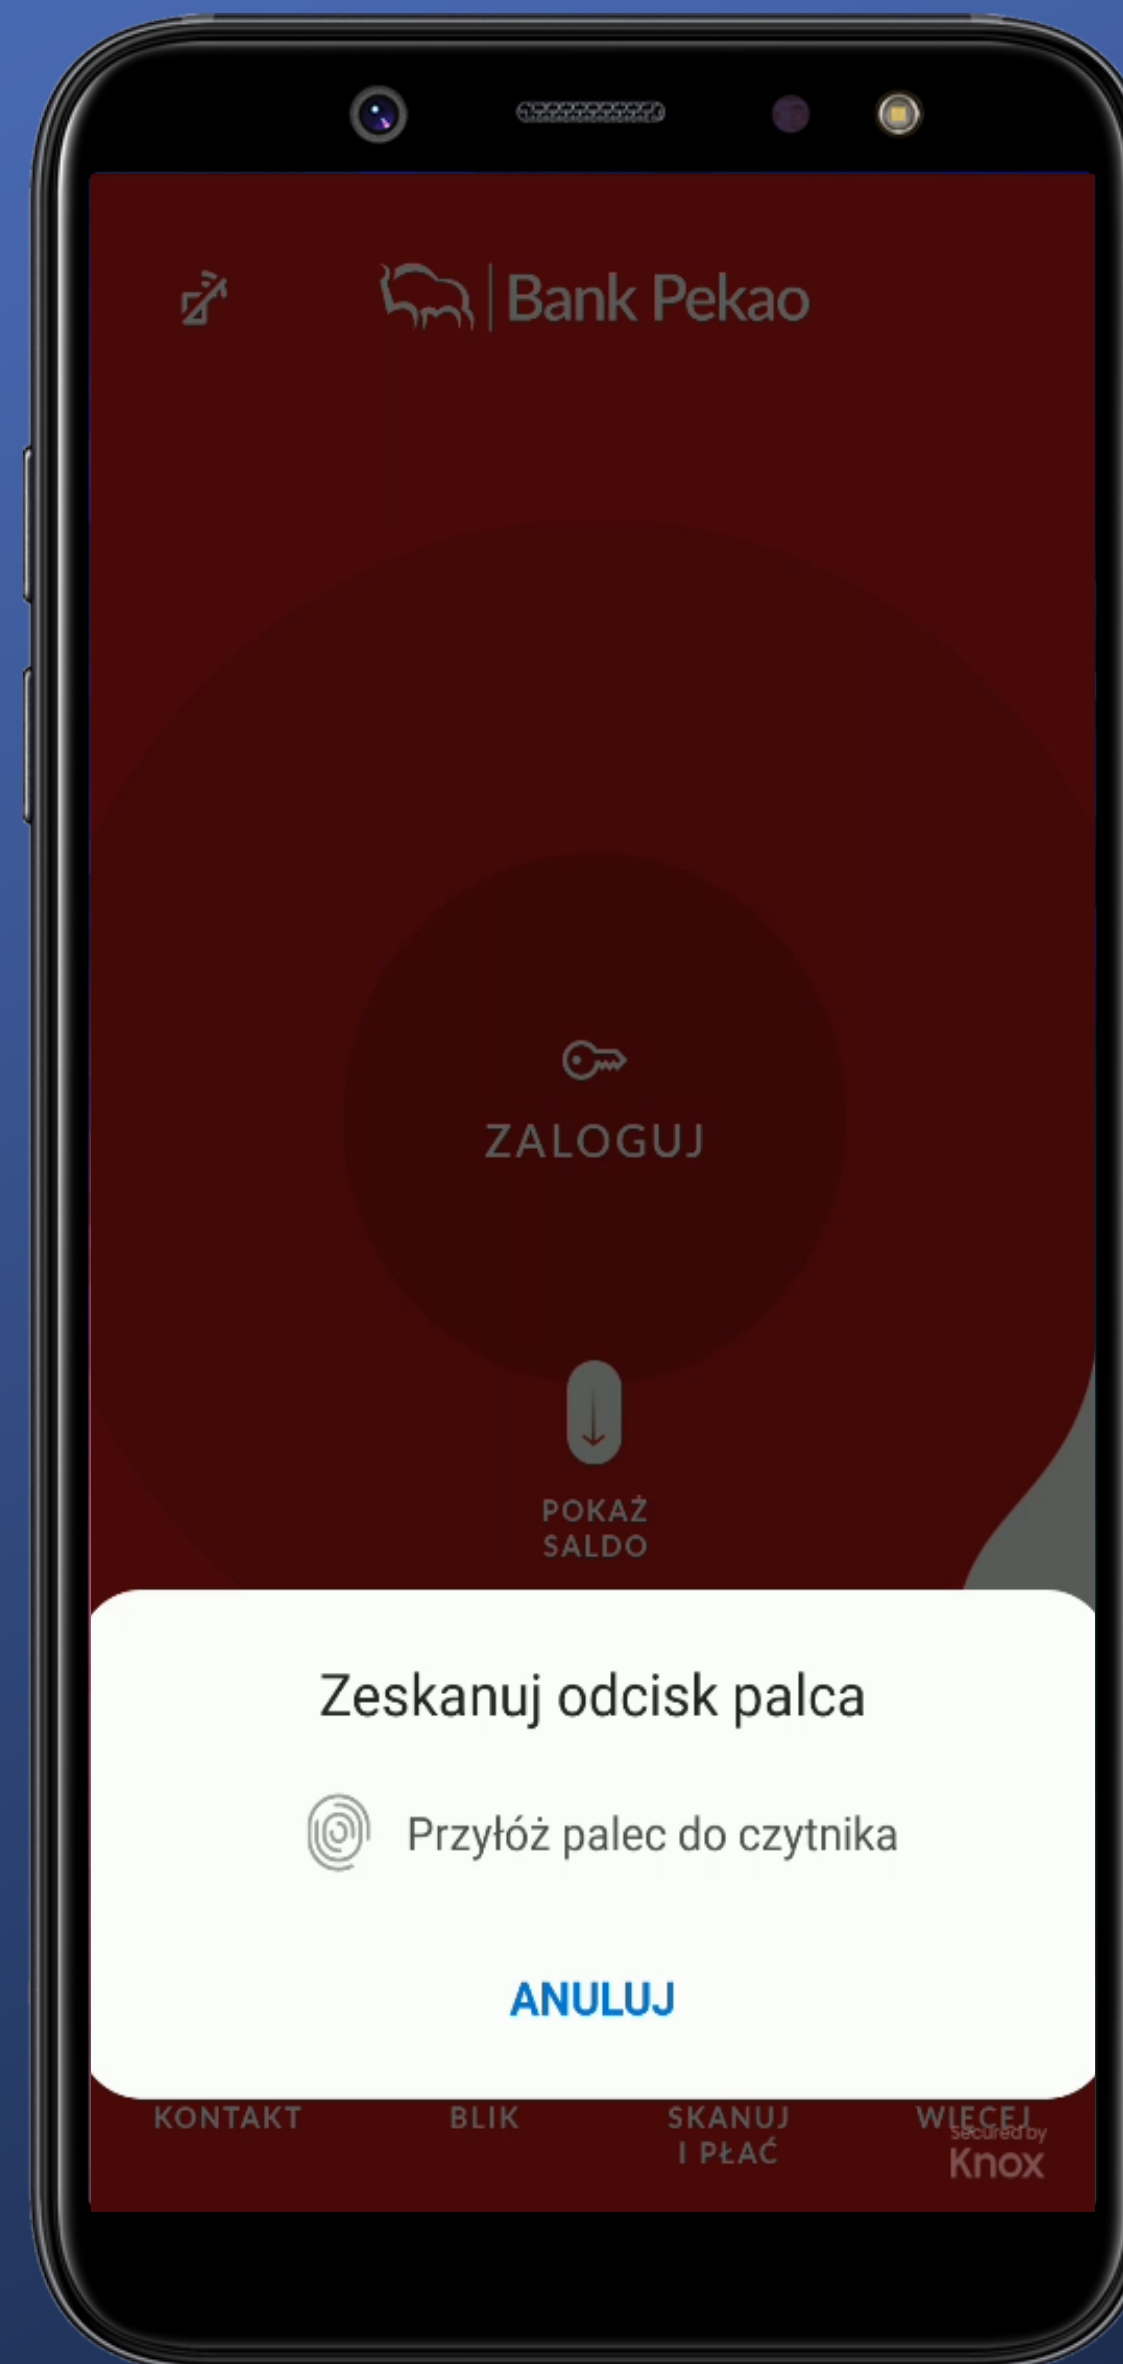 Bank Pekao
ZALOGUJ
POKAŻ
SALDO
Zeskanuj odcisk palca
Przyłóż palec do czytnika
ANULUJ
KONTAKT
BLIK
SKANUJ
I PŁAĆ
WIĘCEJ
Secured by
Knox